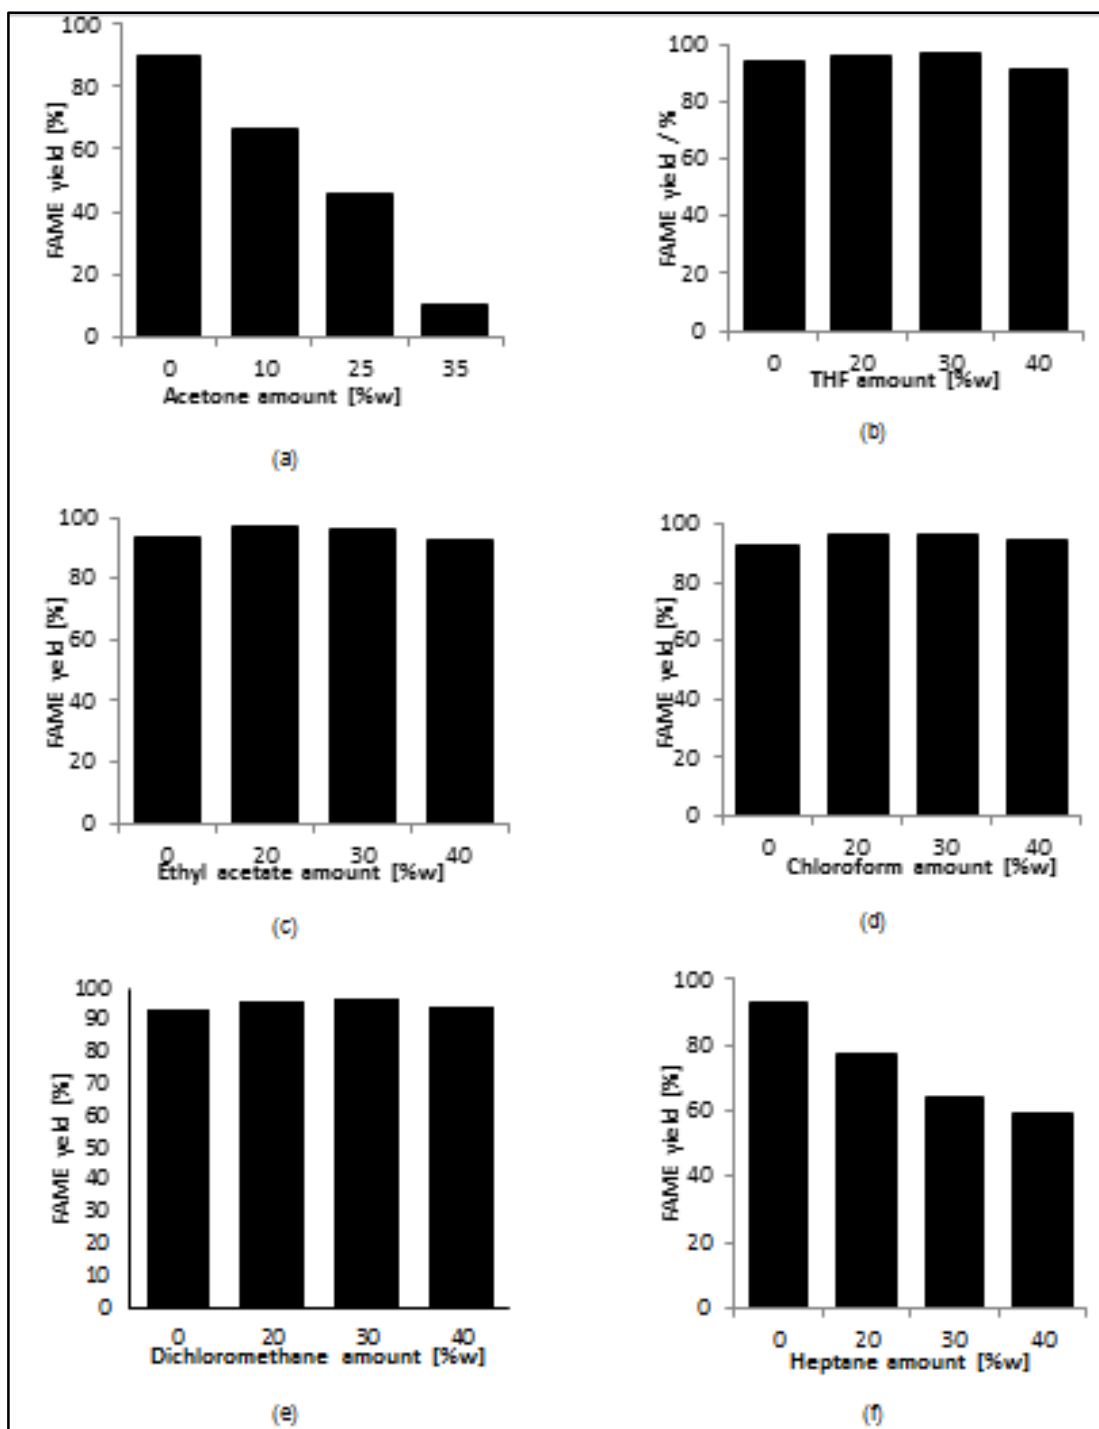 100
80
60
40
20
0
FAME yield [%]
0 10 25 35
Acetone amount [%w]
(a)
100
80
60
40
20
0
FAME yield / %
0 20 30 40
THF amount [%w]
(b)
100
80
60
40
20
0
FAME yeld [%]
0 20 30 40
Ethyl acetate amount [%w]
(c)
100
80
60
40
20
0
FAME yield [%]
0 20 30 40
Chloroform amount [%w]
(d)
100
90
80
70
60
50
40
30
20
10
0
FAME yeld [%]
0 20 30 40
Dichloromethane amount [%w]
(e)
100
80
60
40
20
0
FAME yield [%]
0 20 30 40
Heptane amount [%w]
(f)